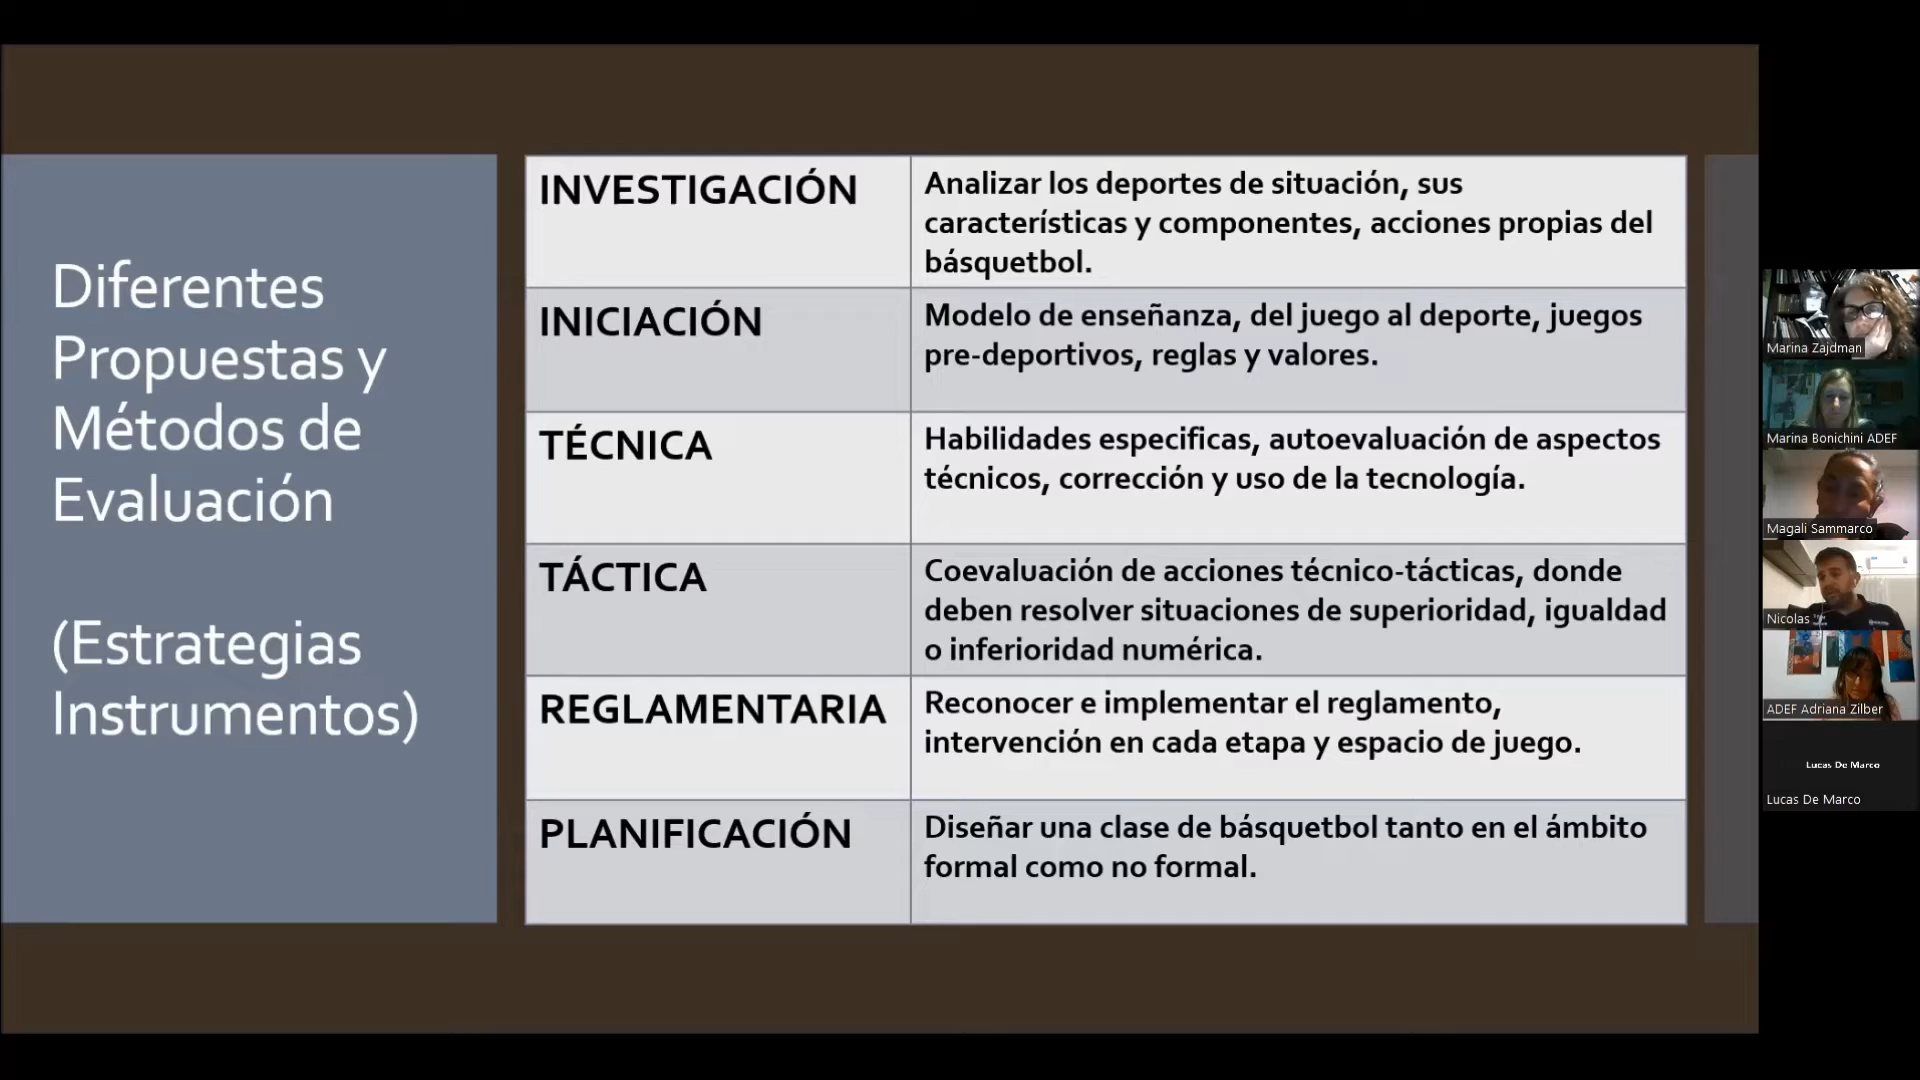 Diferentes
Propuestas y
Métodos de
Evaluación
(Estrategias
Instrumentos)
INVESTIGACIÓN
Analizar los deportes de situación, sus
características y componentes, acciones propias del
básquetbol.
INICIACIÓN
Modelo de enseñanza, del juego al deporte, juegos
pre-deportivos, reglas y valores.
TÉCNICA
Habilidades especificas, autoevaluación de aspectos
técnicos, corrección y uso de la tecnología.
TÁCTICA
Coevaluación de acciones técnico-tácticas, donde
deben resolver situaciones de superioridad, igualdad
o inferioridad numérica.
REGLAMENTARIA
Reconocer e implementar el reglamento,
intervención en cada etapa y espacio de juego.
PLANIFICACIÓN
Diseñar una clase de básquetbol tanto en el ámbito
formal como no formal.
Marina Zajdman
Marina Bonichini ADEF
Magali Sammarco
Nicolas
ADEF Adriana Zilber
Lucas De Marco
Lucas De Marco